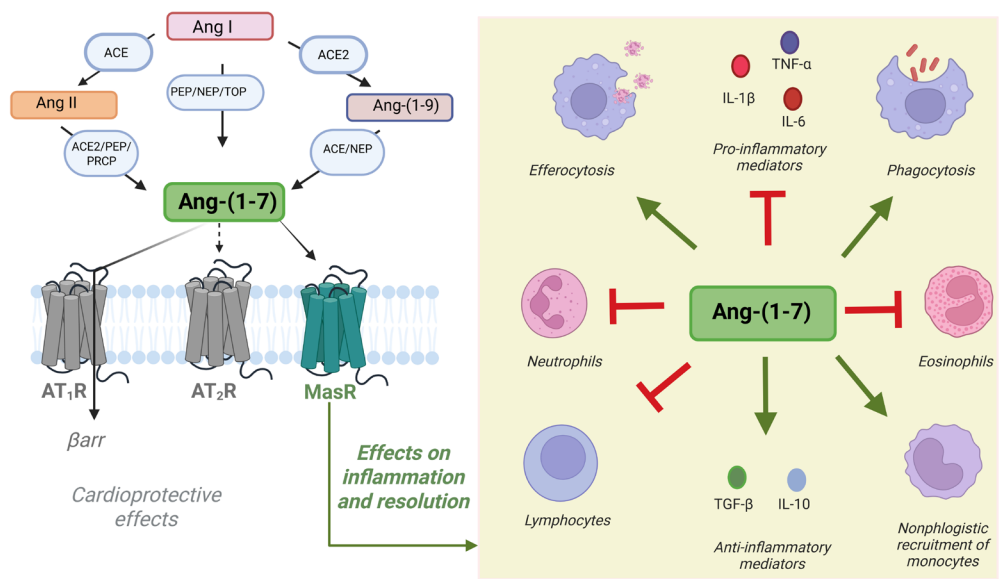 Ang I
ACE
ACE2
Ang II
PEP/NEP/TOP
Ang-(1-9)
ACE2/PEP/
PRCP
ACE/NEP
Ang-(1-7)
AT₁R
AT₂R
MasR
βarr
Cardioprotective
effects
Effects on
inflammation
and resolution
Efferocytosis
TNF-α
IL-1β
IL-6
Pro-inflammatory
mediators
Phagocytosis
Neutrophils
Ang-(1-7)
Eosinophils
Lymphocytes
TGF-β
IL-10
Anti-inflammatory
mediators
Nonphlogistic
recruitment of
monocytes